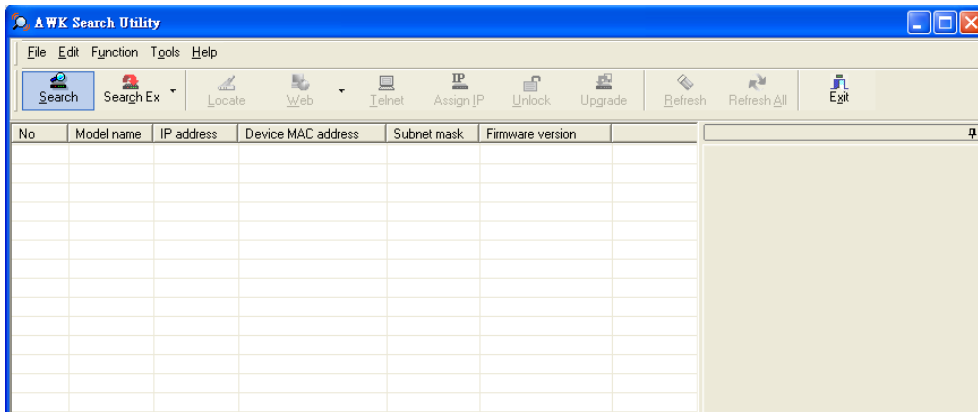 AWK Search Utility
File Edit Function Tools Help
Search Search Ex Locate Web Telnet IP Assign IP Unlock Upgrade Refresh Refresh All Exit
No Model name IP address Device MAC address Subnet mask Firmware version